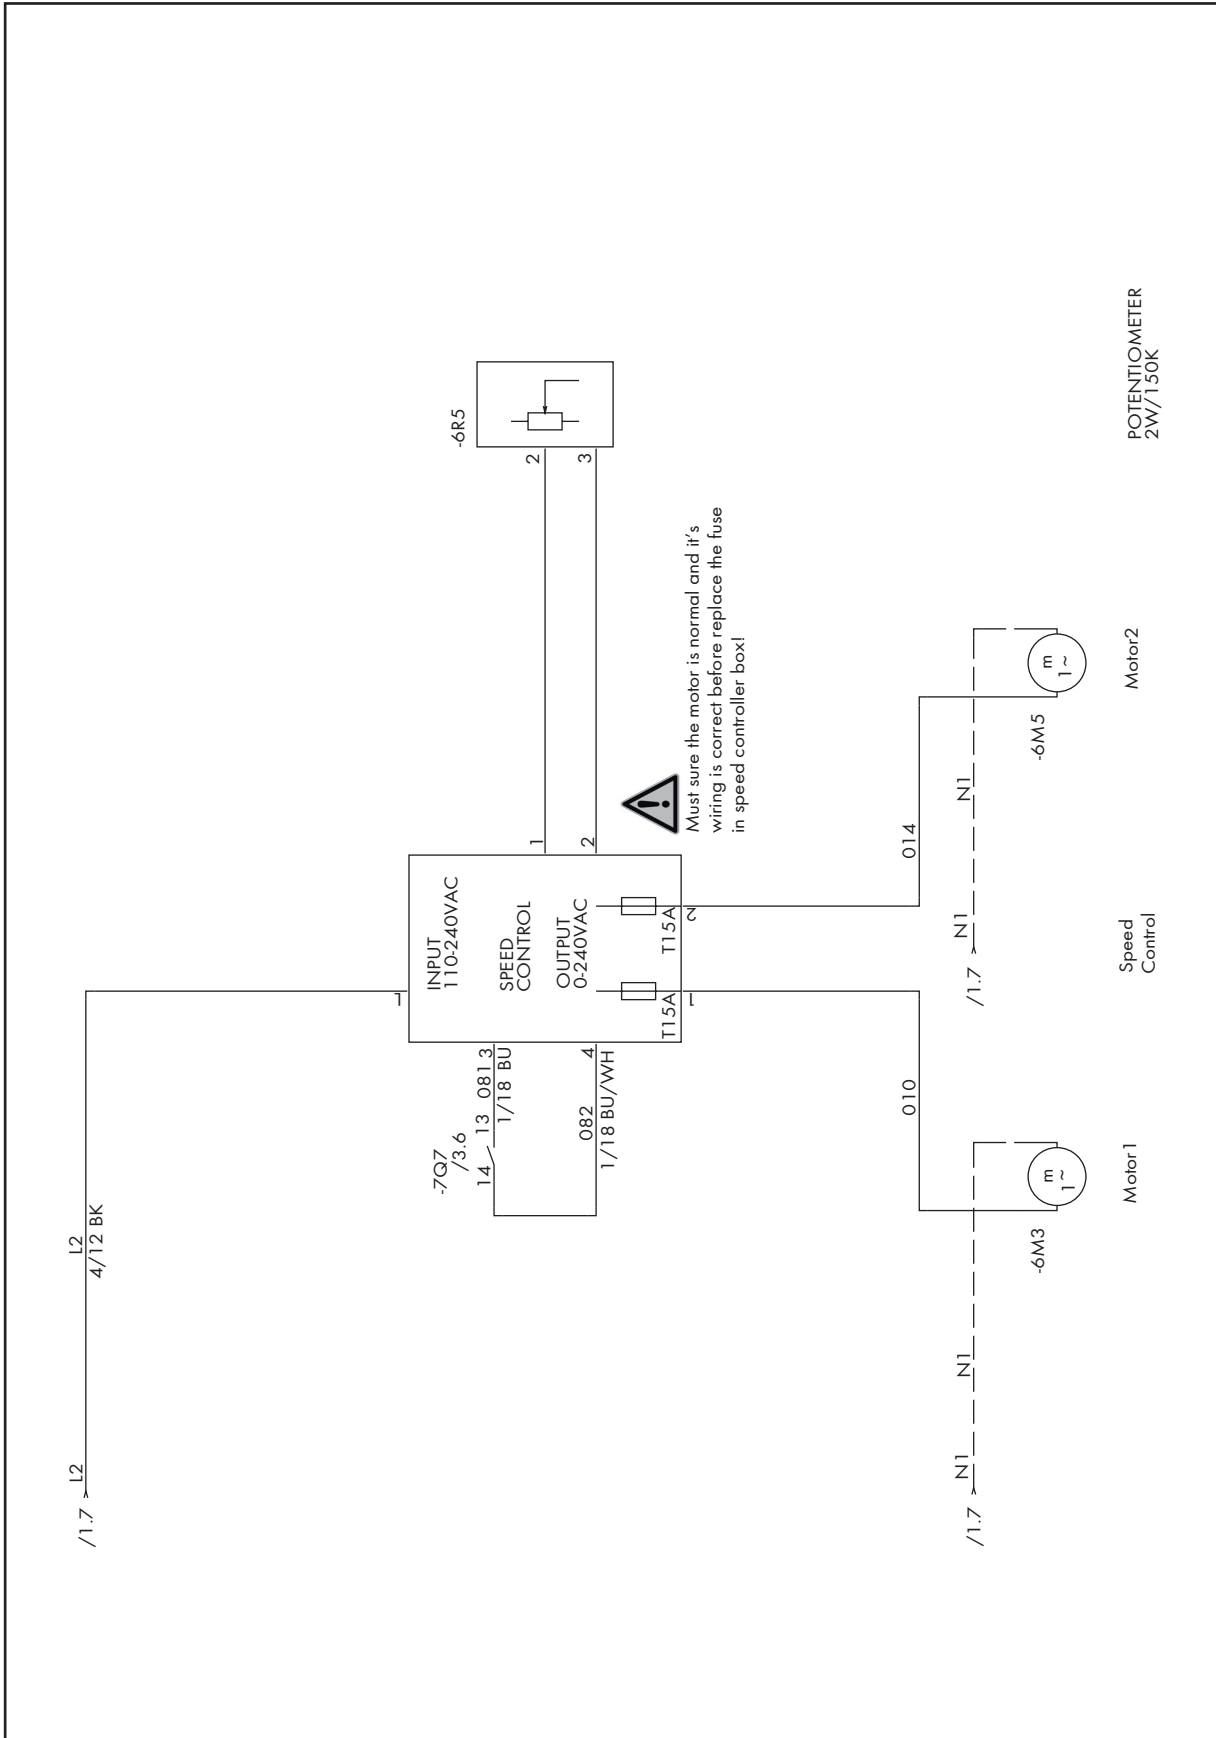 /1.7
L2
L2
4/12 BK
L
INPUT
110-240VAC
SPEED
CONTROL
OUTPUT
0-240VAC
T15A
T15A
1
2
-7Q7
/3.6
14
13
081
3
1/18 BU
082
4
1/18 BU/WH
1
2
2
3
-6R5
Must sure the motor is normal and it's
wiring is correct before replace the fuse
in speed controller box!
010
014
/1.7
N1
N1
/1.7
N1
N1
-6M3
m
1~
-6M5
m
1~
Motor1
Speed
Control
Motor2
POTENTIOMETER
2W/150K